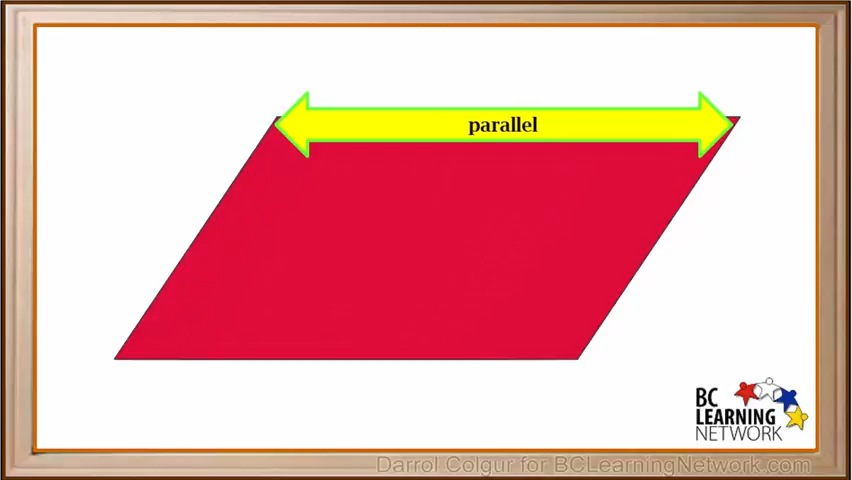 parallel
BC
LEARNING
NETWORK
Darrol Colgur for BCLearningNetwork.com